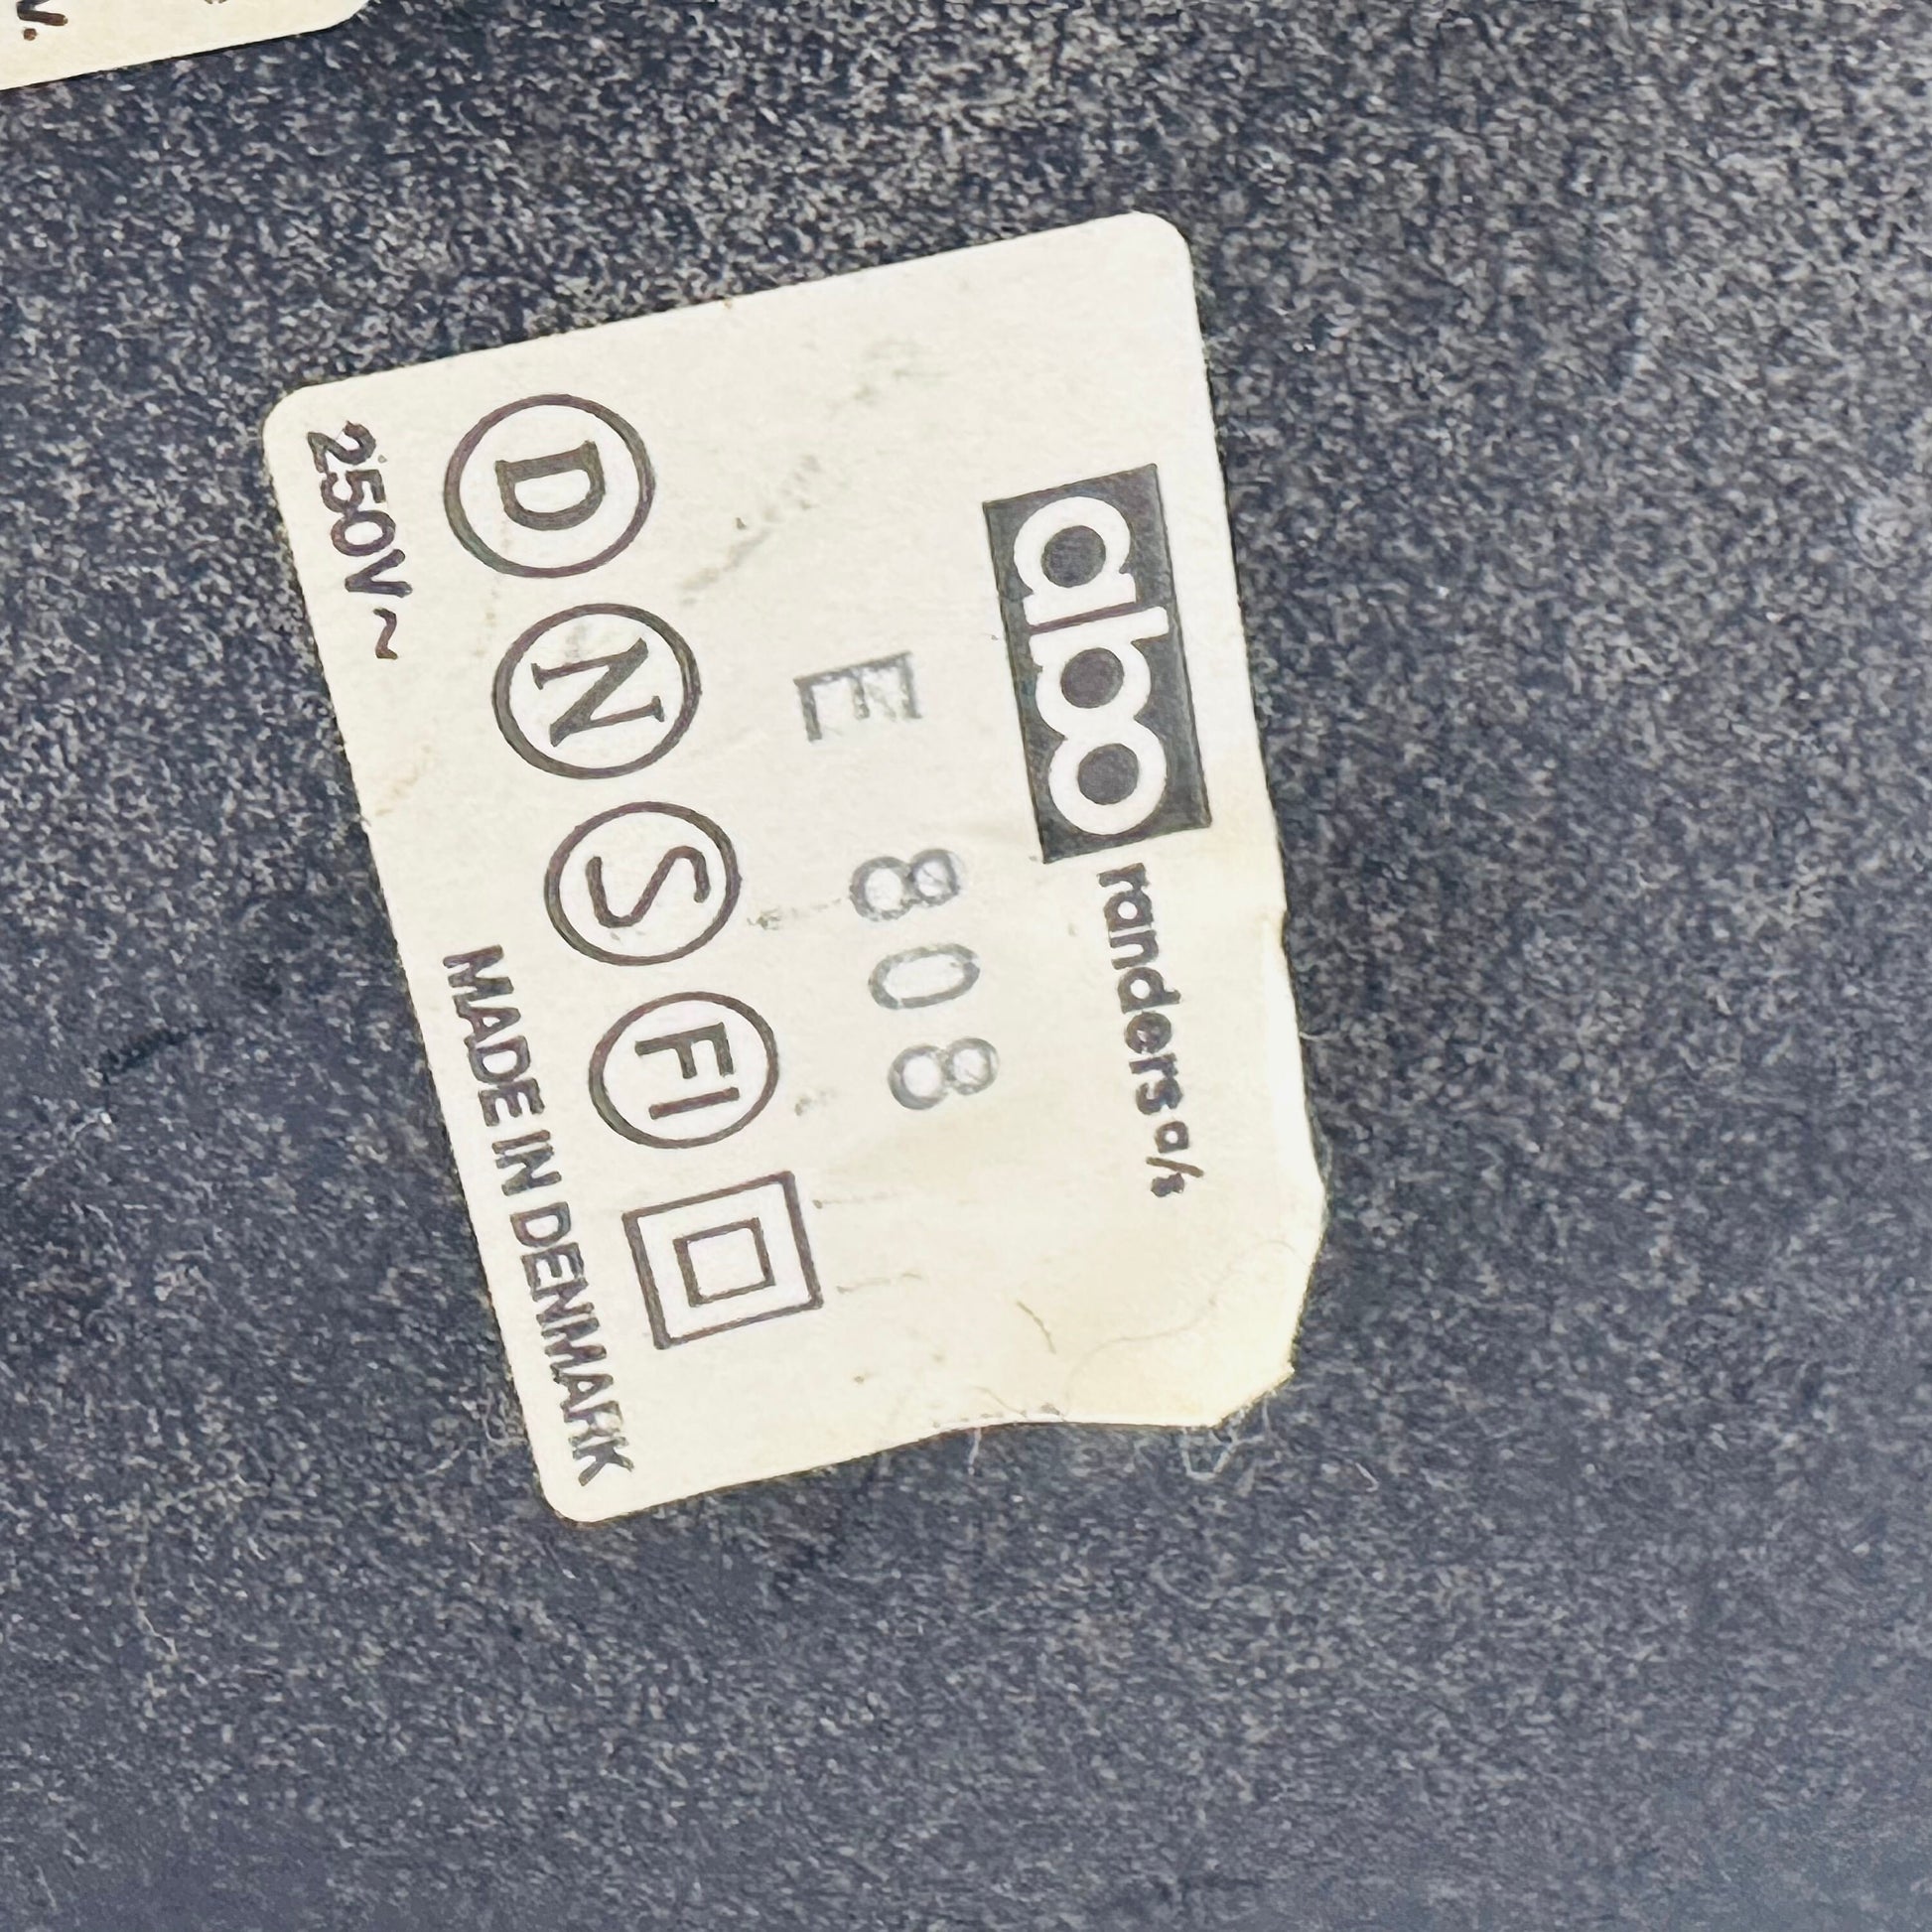 abo randers a/s
E 808
D N S FI
250V~ MADE IN DENMARK